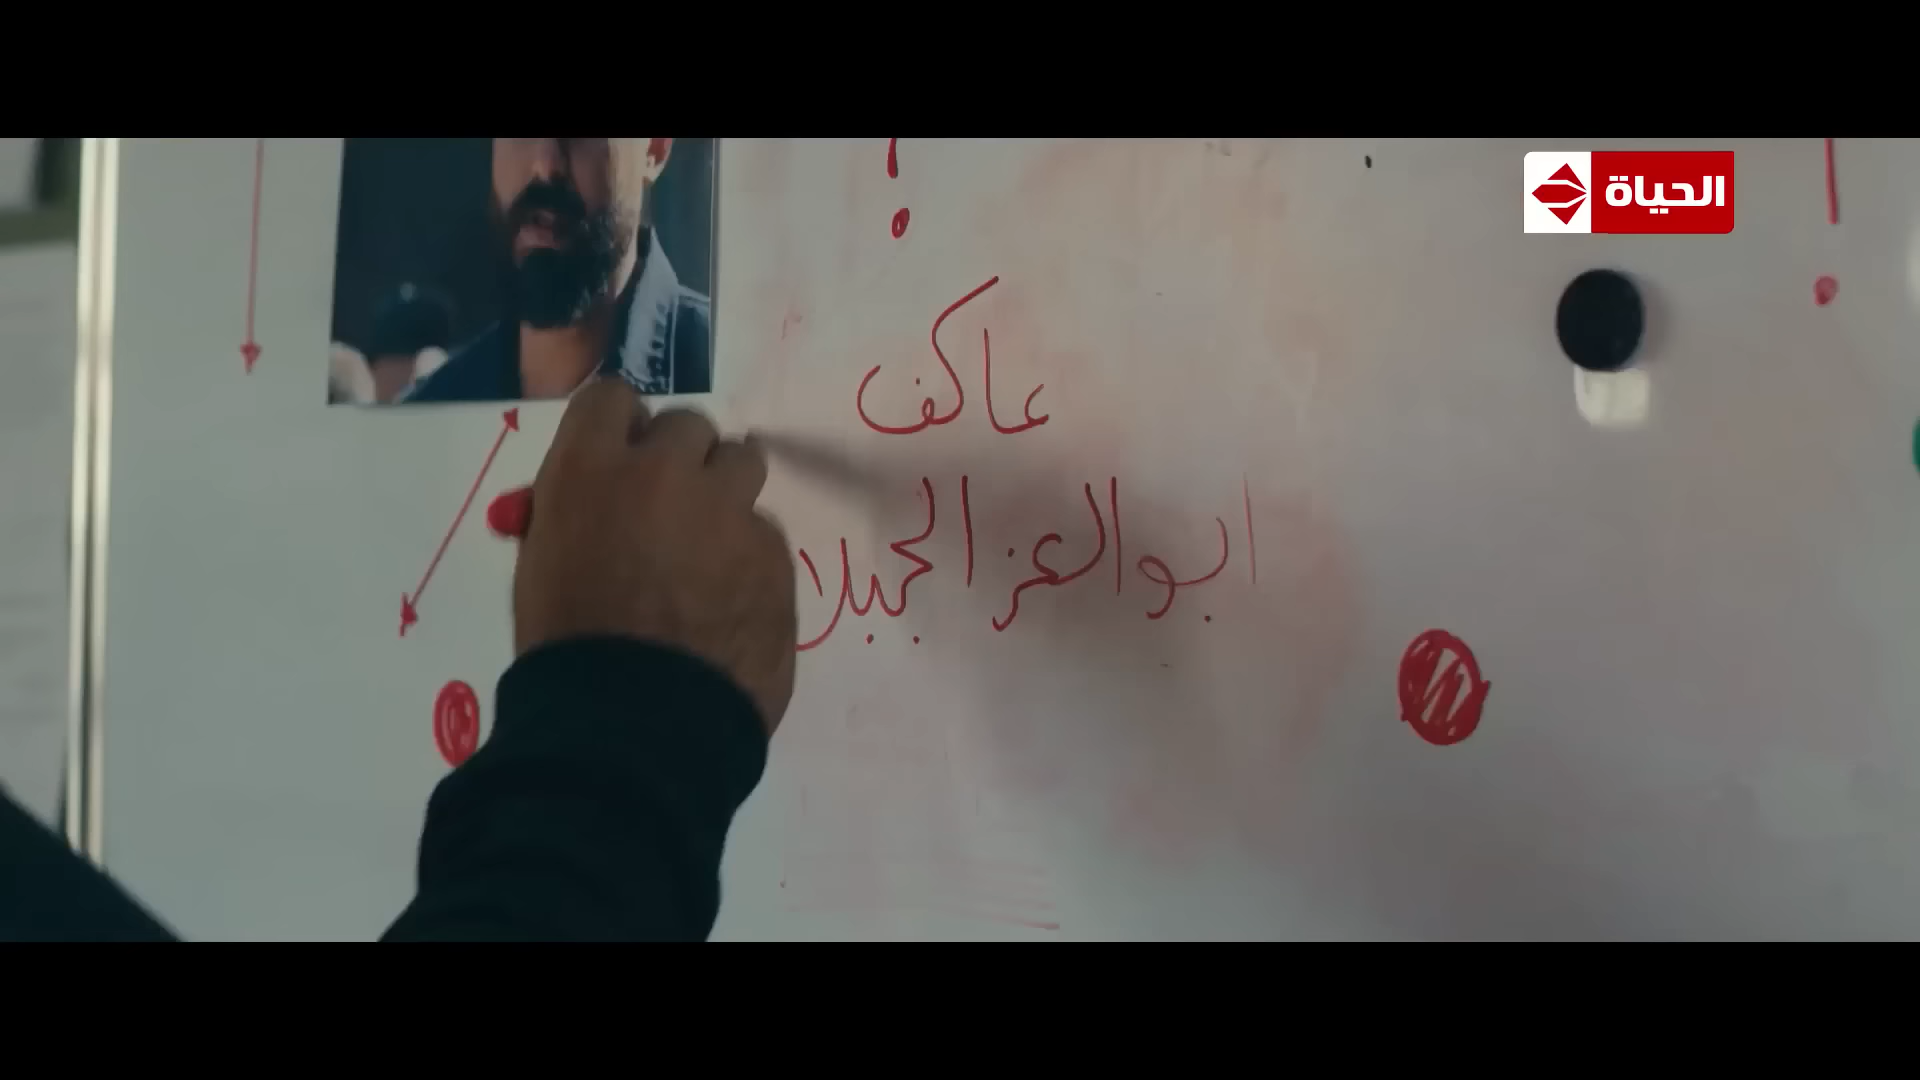 الحياة
عاكف
ابو العز الجبلا